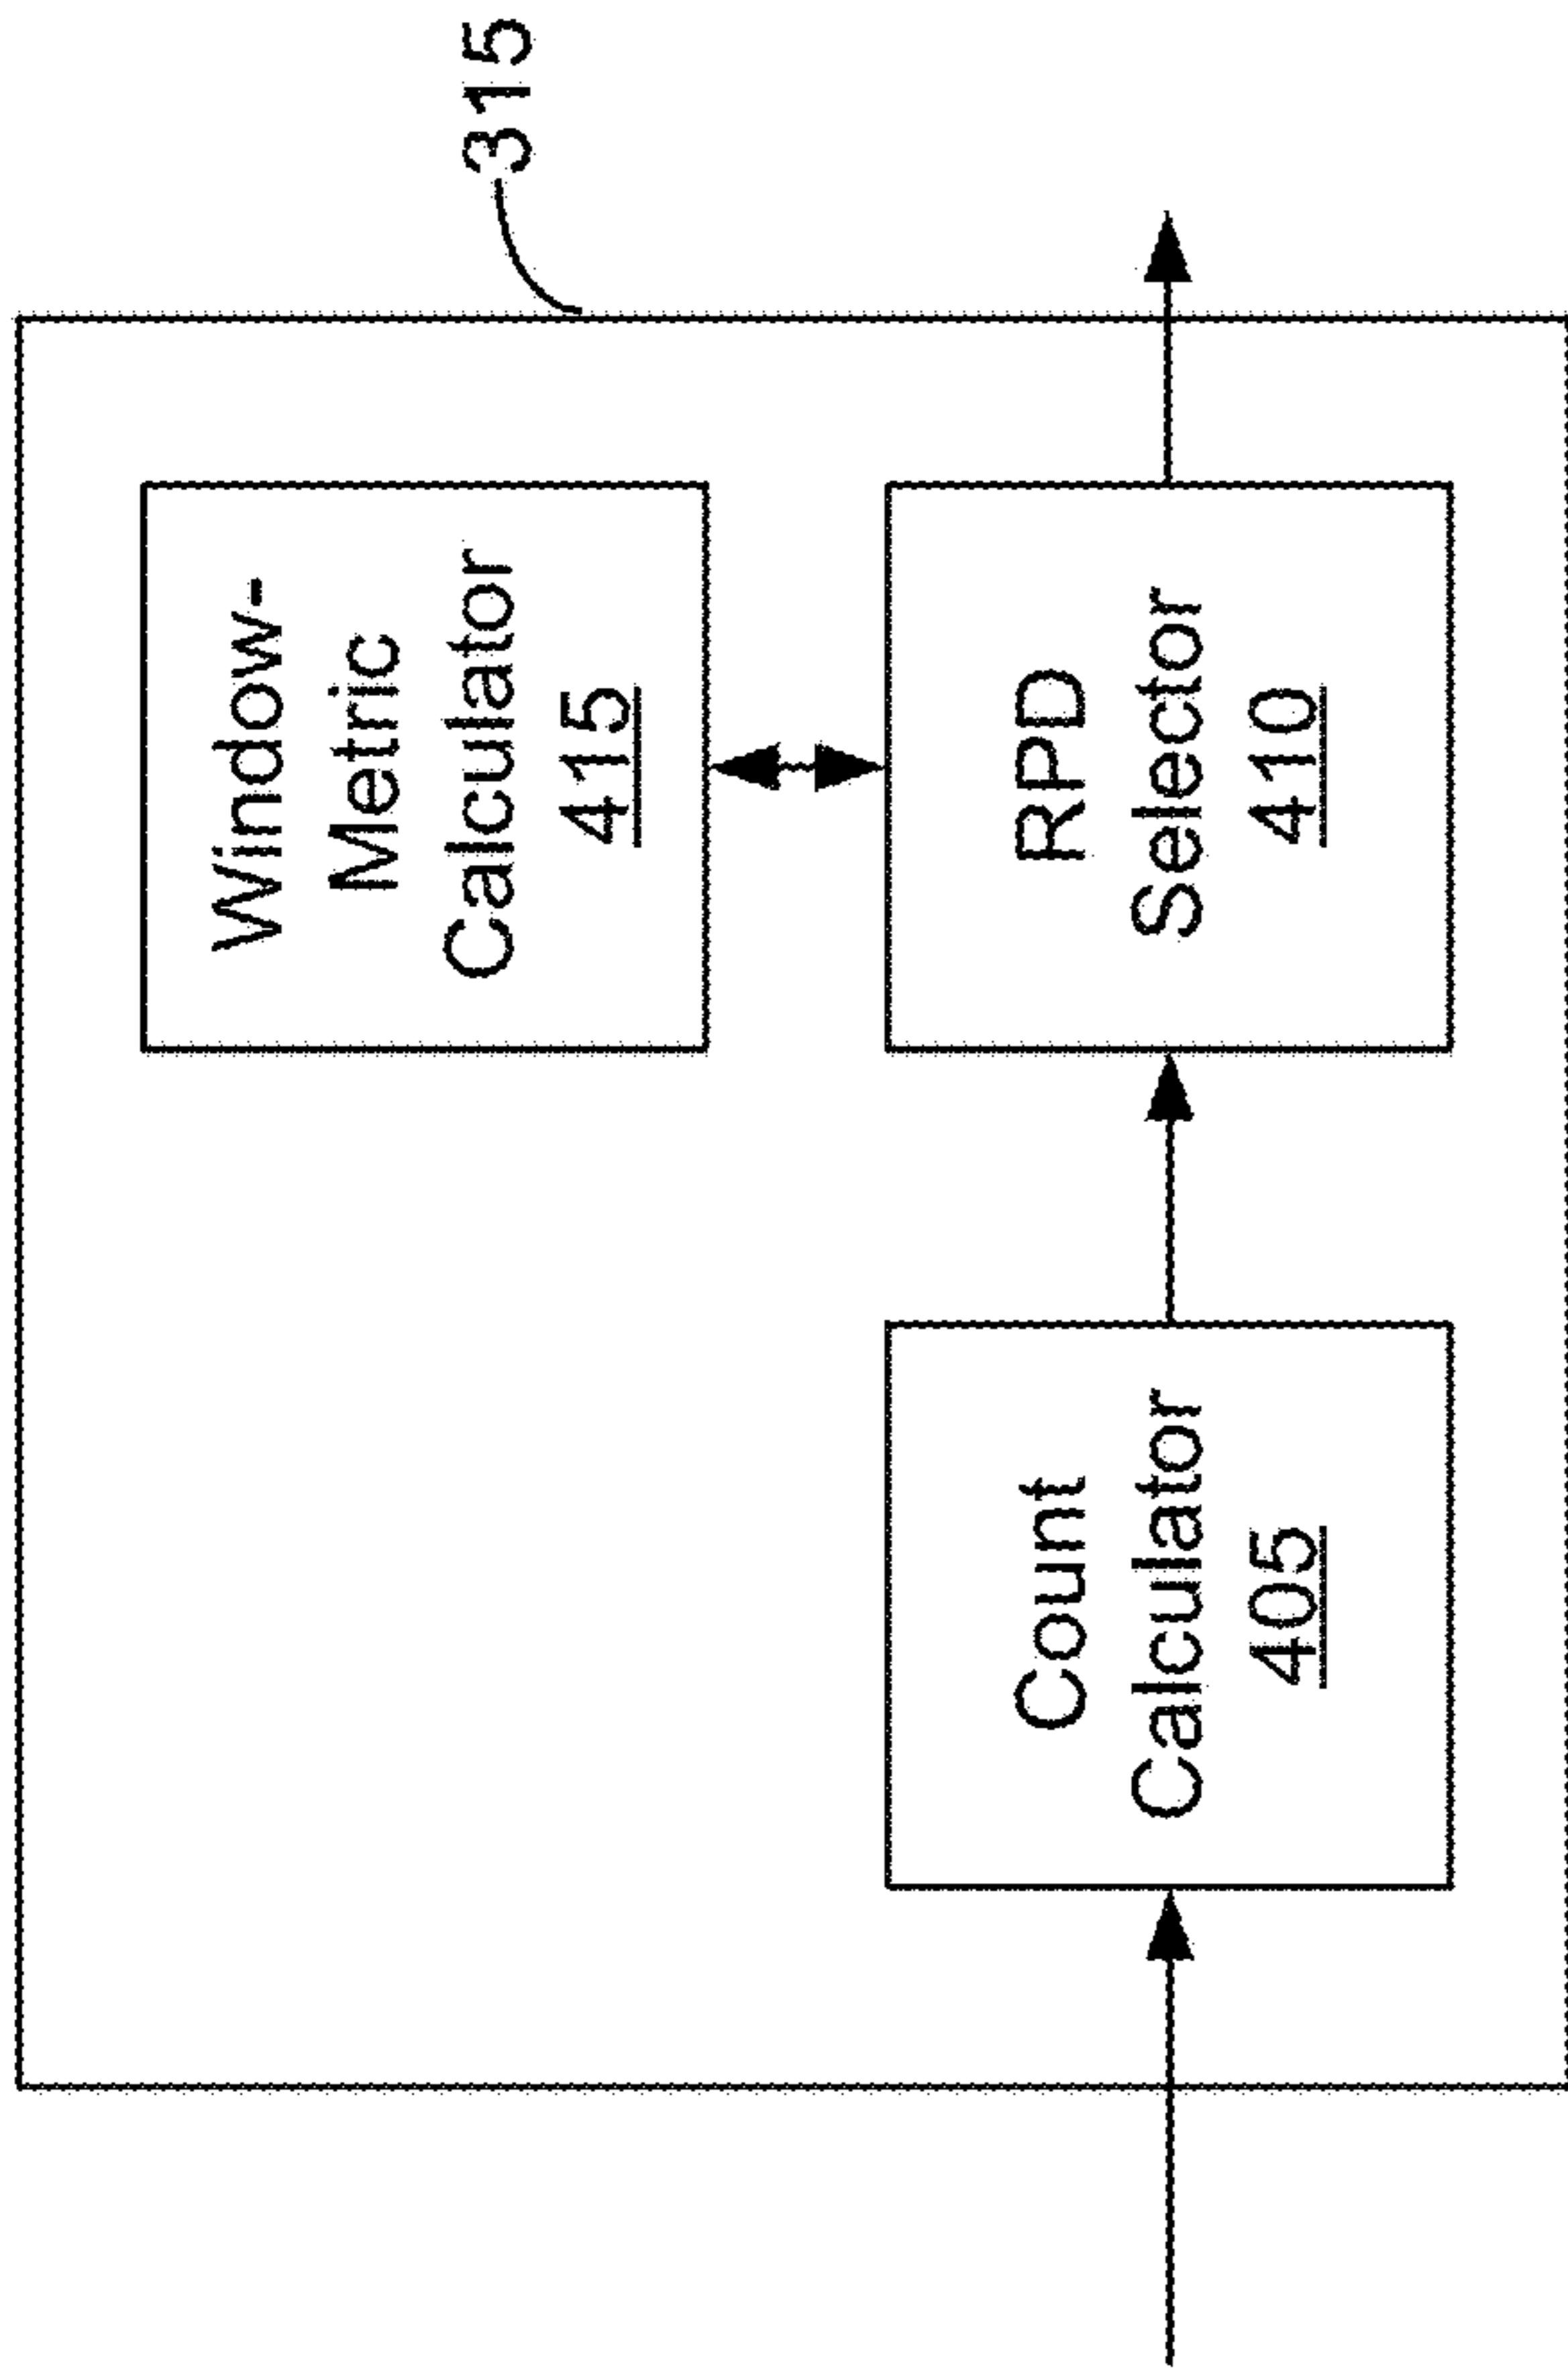 315
Window-
Metric
Calculator
415
Count
Calculator
405
RPD
Selector
410